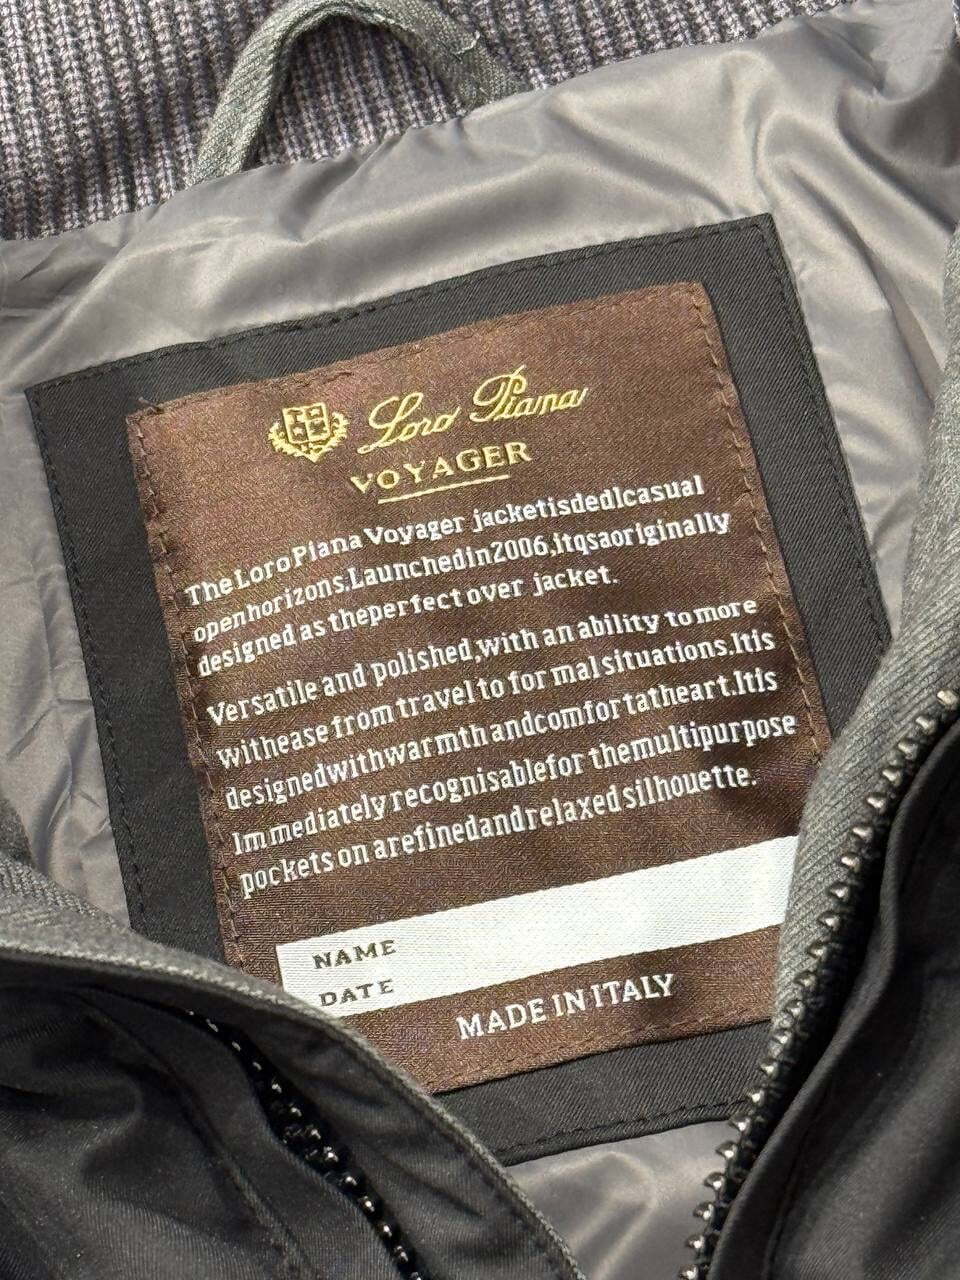 Loro Piana
VOYAGER
The Loro Piana Voyager jacketisdedlcasual
openhorizons.Launchedin2006,itqsaoriginally
designed as theperfect over jacket.
Versatile and polished,with an ability to more
withease from travel to for mal situations.Itis
designedwithwarmth andcomfortatheart.Itis
Immediately recognisablefor themultipurpose
pockets on arefinedandrelaxed silhouette.
NAME
DATE
MADE IN ITALY